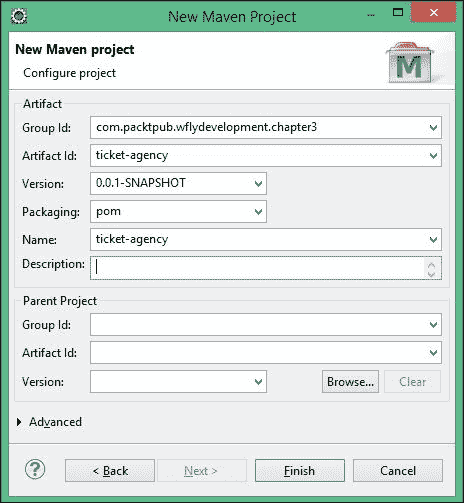 New Maven Project
New Maven project
Configure project
M
Artifact
Group Id: com.packtpub.wflydevelopment.chapter3
Artifact Id: ticket-agency
Version: 0.0.1-SNAPSHOT
Packaging: pom
Name: ticket-agency
Description:
Parent Project
Group Id:
Artifact Id:
Version: Browse... Clear
Advanced
? < Back Next > Finish Cancel